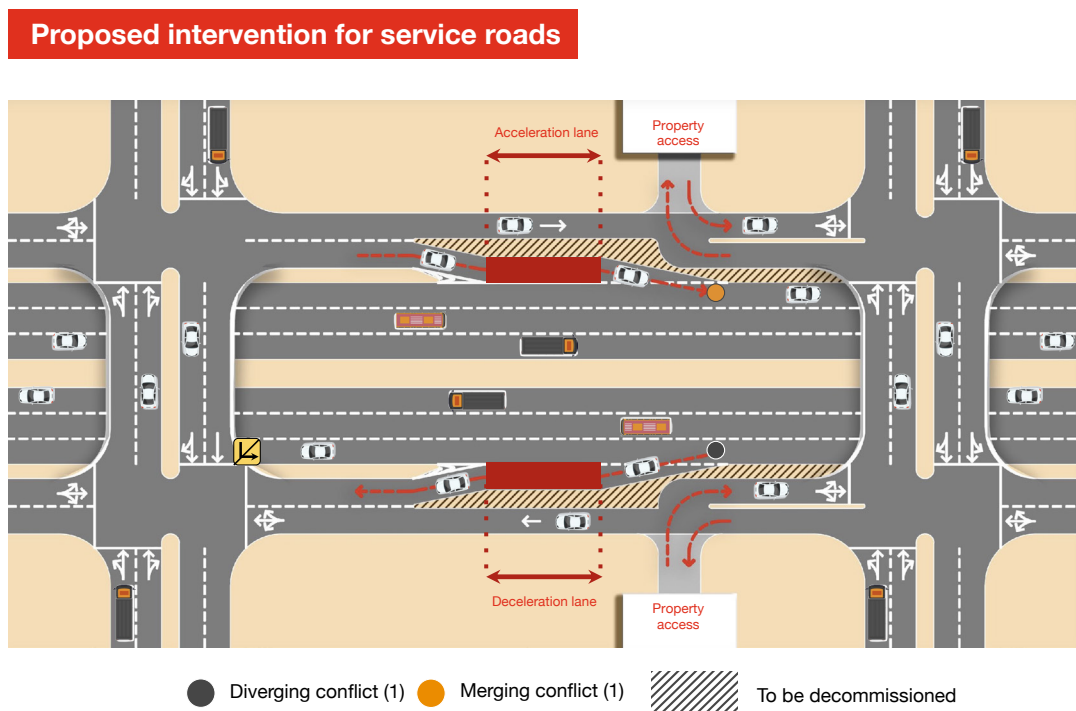 Proposed intervention for service roads
Acceleration lane
Property
access
Deceleration lane
Property
access
Diverging conflict (1)
Merging conflict (1)
To be decommissioned